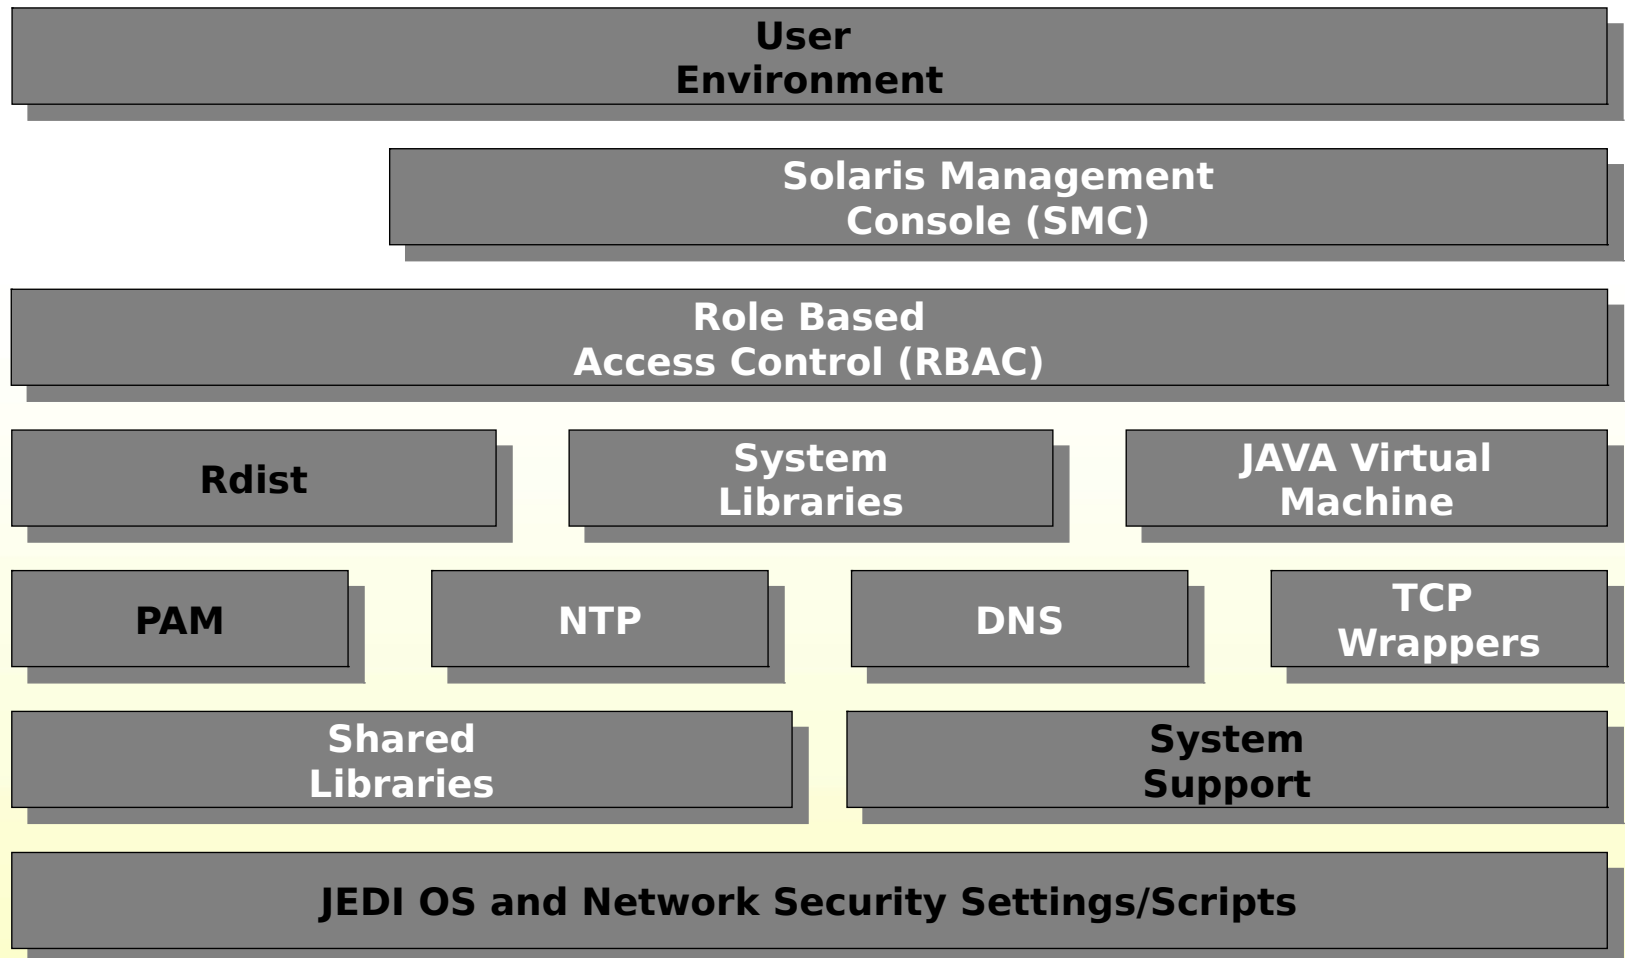 User
Environment
Solaris Management
Console (SMC)
Role Based
Access Control (RBAC)
Rdist
System
Libraries
JAVA Virtual
Machine
PAM
NTP
DNS
TCP
Wrappers
Shared
Libraries
System
Support
JEDI OS and Network Security Settings/Scripts